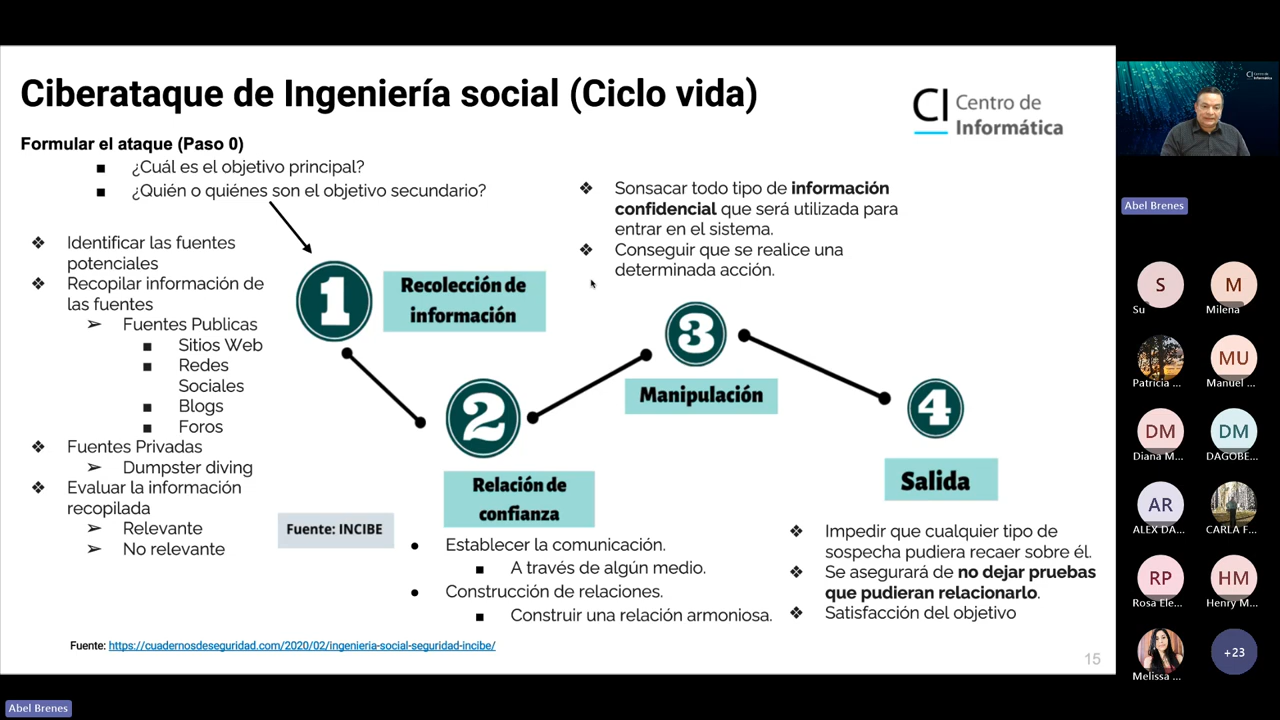 Ciberataque de Ingeniería social (Ciclo vida)
CI Centro de
Informática
Formular el ataque (Paso 0)
■ ¿Cuál es el objetivo principal?
■ ¿Quién o quiénes son el objetivo secundario?
❖ Identificar las fuentes
potenciales
❖ Recopilar información de
las fuentes
➢ Fuentes Publicas
■ Sitios Web
■ Redes
Sociales
■ Blogs
■ Foros
❖ Fuentes Privadas
➢ Dumpster diving
❖ Evaluar la información
recopilada
➢ Relevante
➢ No relevante
1
Recolección de
información
2
Relación de
confianza
● Establecer la comunicación.
■ A través de algún medio.
● Construcción de relaciones.
■ Construir una relación armoniosa.
❖ Sonsacar todo tipo de información
confidencial que será utilizada para
entrar en el sistema.
❖ Conseguir que se realice una
determinada acción.
3
Manipulación
4
Salida
❖ Impedir que cualquier tipo de
sospecha pudiera recaer sobre él.
❖ Se asegurará de no dejar pruebas
que pudieran relacionarlo.
❖ Satisfacción del objetivo
Fuente: INCIBE
Fuente: https://cuadernosdeseguridad.com/2020/02/ingenieria-social-seguridad-incibe/
15
Abel Brenes
CI Centro de
Informática
Abel Brenes
S
Su
M
Milena
Patricia ...
MU
Manuel ...
DM
Diana M...
DM
DAGOBE...
AR
ALEX DA...
CARLA F...
RP
Rosa Ele...
HM
Henry M...
Melissa ...
+23